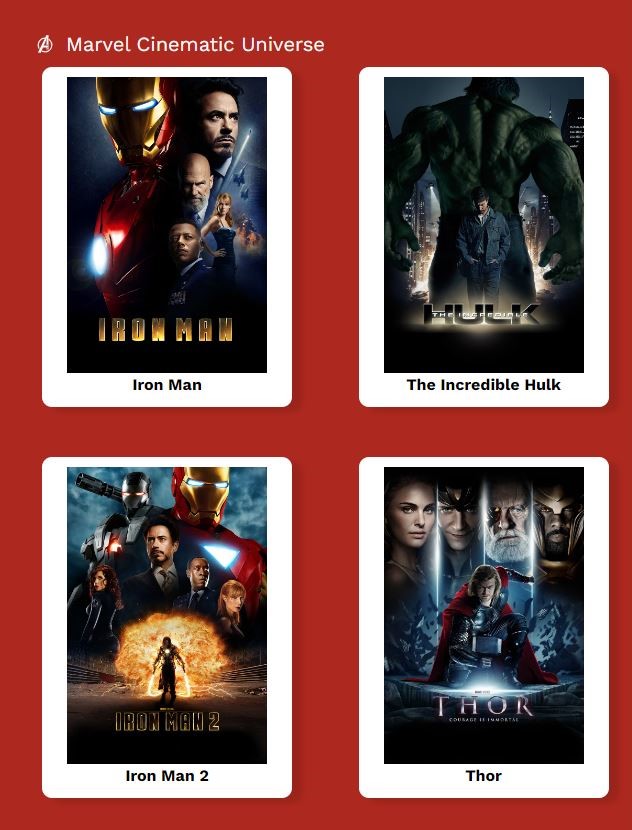 Marvel Cinematic Universe
IRON MAN
Iron Man
THE INCREDIBLE
HULK
The Incredible Hulk
IRON MAN 2
Iron Man 2
THOR
COURAGE IS IMMORTAL
Thor